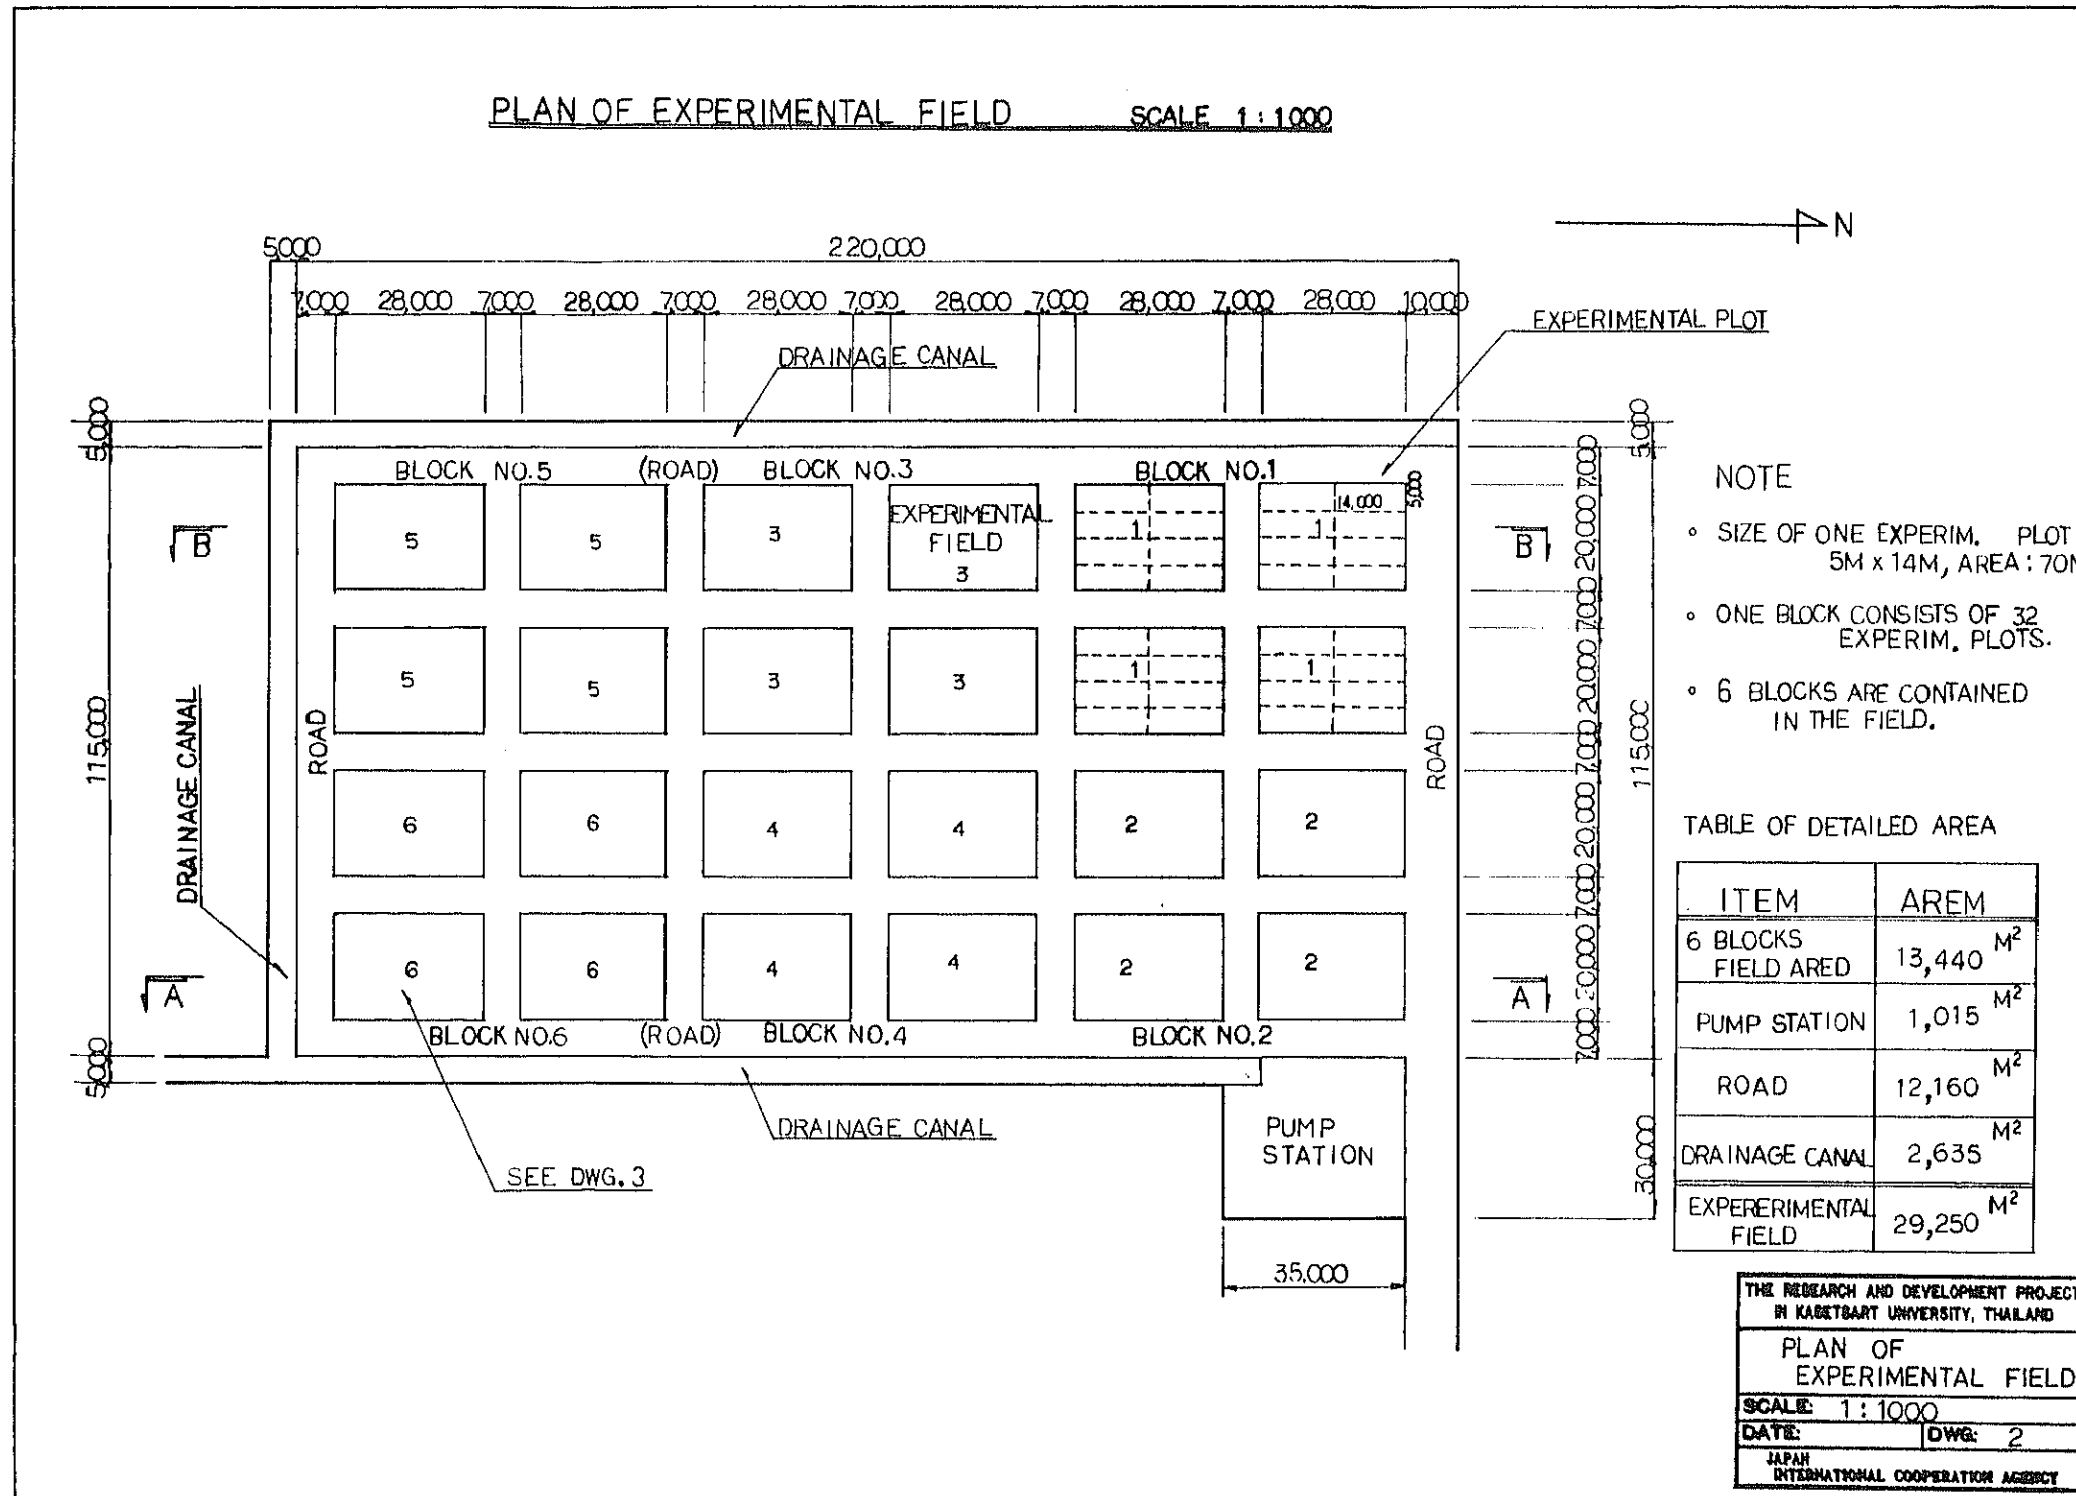 PLAN OF EXPERIMENTAL FIELD SCALE 1:1000
N
5,000 220,000
7,000 28,000 7,000 28,000 7,000 28,000 7,000 28,000 7,000 28,000 7,000 28,000 10,000
EXPERIMENTAL PLOT
DRAINAGE CANAL
5,000
115,000
5,000
DRAINAGE CANAL
ROAD
BLOCK NO.5 (ROAD) BLOCK NO.3 BLOCK NO.1
14,000
5,000
5 5 3 EXPERIMENTAL
FIELD
3
1 1
B B
5 5 3 3 1 1
6 6 4 4 2 2
6 6 4 4 2 2
A A
BLOCK NO.6 (ROAD) BLOCK NO.4 BLOCK NO.2
ROAD
7,000 20,000 7,000 20,000 7,000 20,000 7,000 20,000 7,000
5,000
115,000
30,000
DRAINAGE CANAL
PUMP
STATION
SEE DWG.3
35,000
NOTE
° SIZE OF ONE EXPERIM. PLOT
5M x 14M, AREA : 70M
° ONE BLOCK CONSISTS OF 32
EXPERIM. PLOTS.
° 6 BLOCKS ARE CONTAINED
IN THE FIELD.
TABLE OF DETAILED AREA
ITEM AREM
6 BLOCKS
FIELD ARED 13,440 M²
PUMP STATION 1,015 M²
ROAD 12,160 M²
DRAINAGE CANAL 2,635 M²
EXPERERIMENTAL
FIELD 29,250 M²
THE RESEARCH AND DEVELOPMENT PROJECT
IN KASETSART UNIVERSITY, THAILAND
PLAN OF
EXPERIMENTAL FIELD
SCALE: 1:1000
DATE: DWG: 2
JAPAN
INTERNATIONAL COOPERATION AGENCY